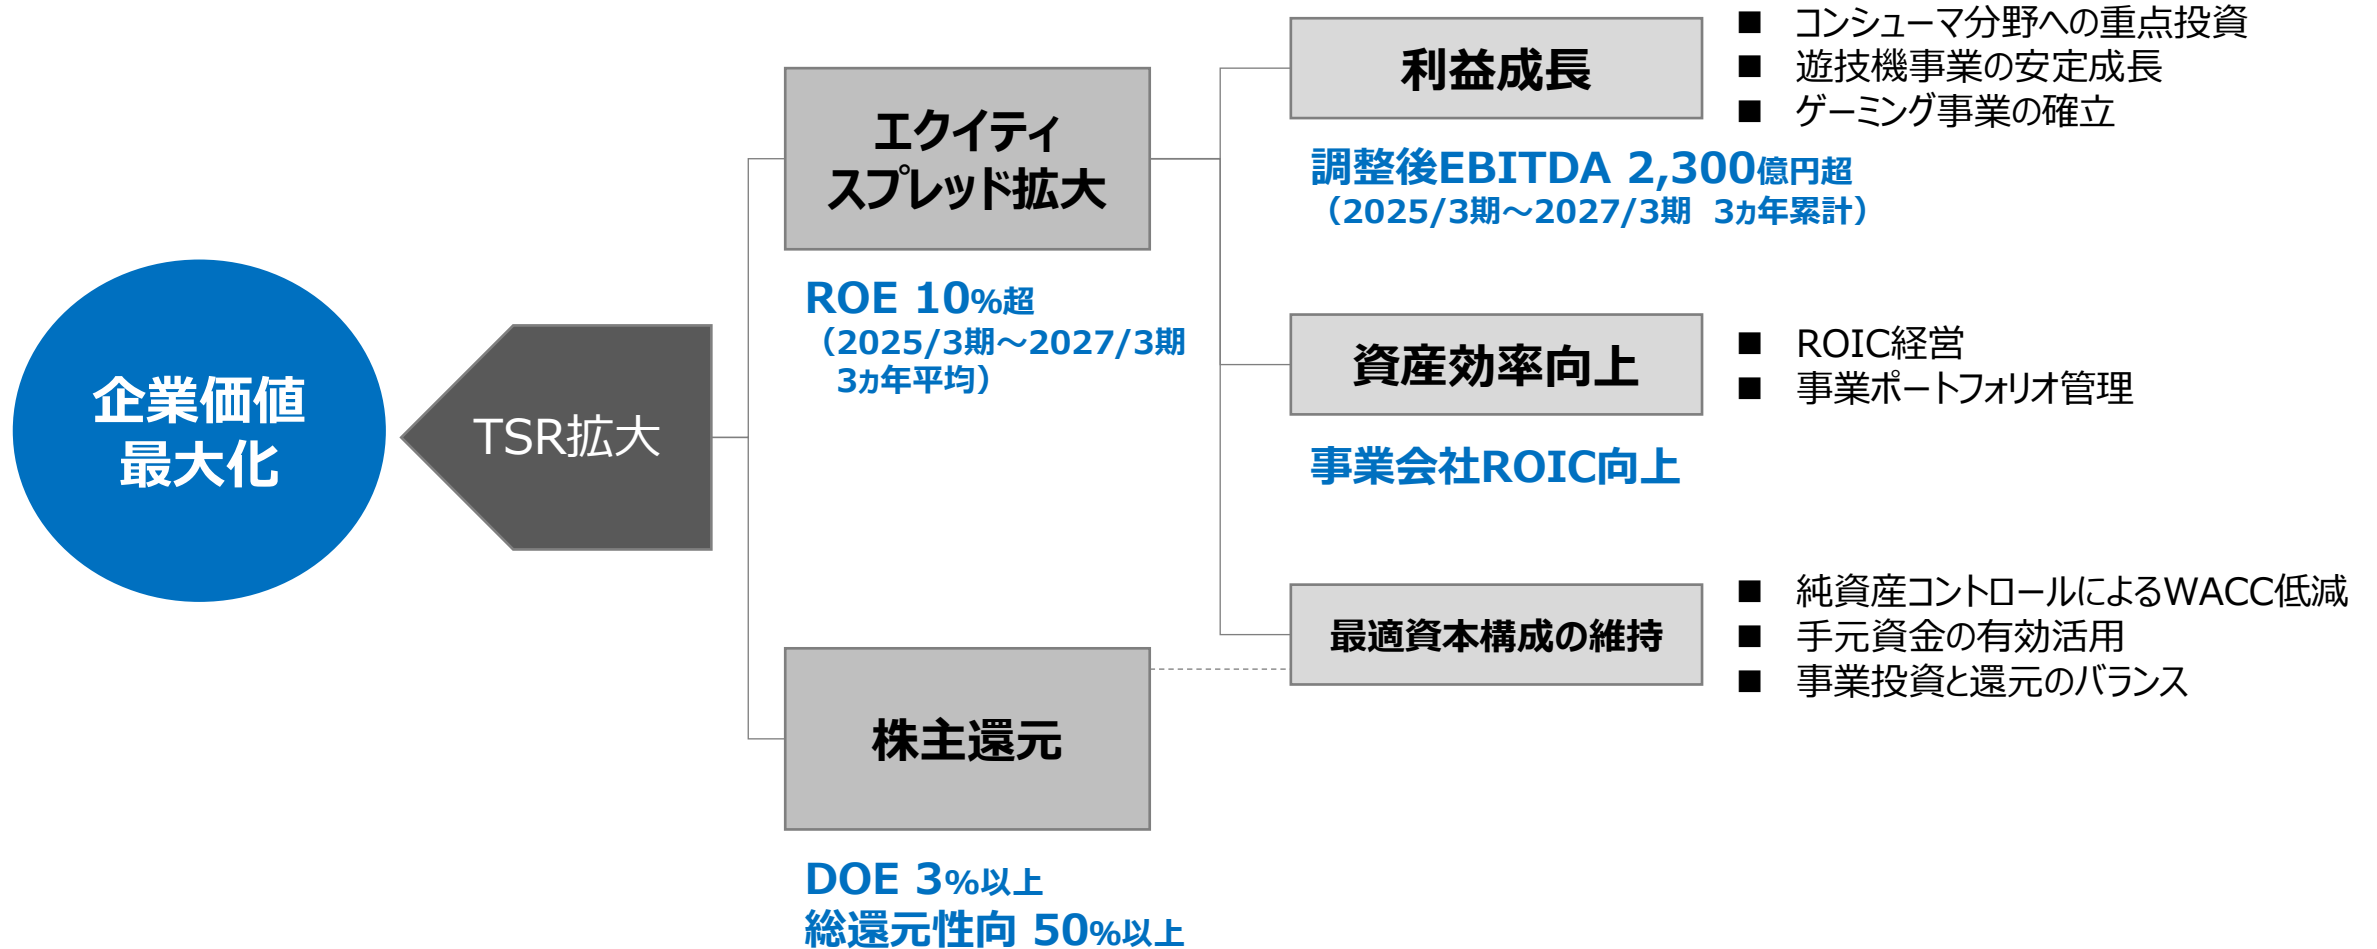 企業価値
最大化
TSR拡大
エクイティ
スプレッド拡大
ROE 10%超
（2025/3期～2027/3期
3ヵ年平均）
株主還元
DOE 3%以上
総還元性向 50%以上
利益成長
■ コンシューマ分野への重点投資
■ 遊技機事業の安定成長
■ ゲーミング事業の確立
調整後EBITDA 2,300億円超
（2025/3期～2027/3期 3ヵ年累計）
資産効率向上
■ ROIC経営
■ 事業ポートフォリオ管理
事業会社ROIC向上
最適資本構成の維持
■ 純資産コントロールによるWACC低減
■ 手元資金の有効活用
■ 事業投資と還元のバランス